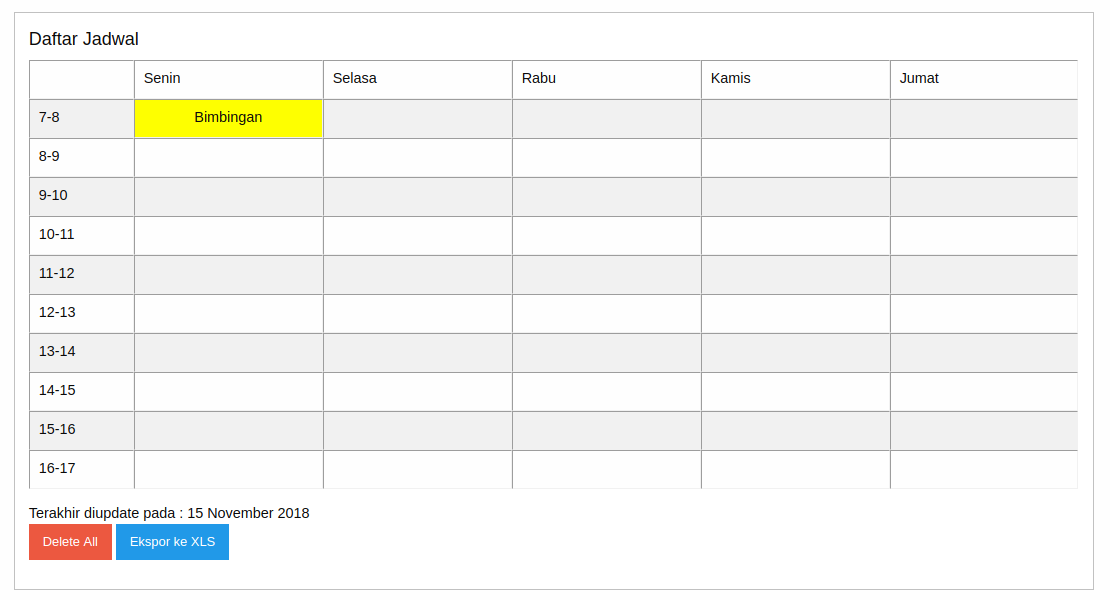 Daftar Jadwal
Senin Selasa Rabu Kamis Jumat
7-8 Bimbingan
8-9
9-10
10-11
11-12
12-13
13-14
14-15
15-16
16-17
Terakhir diupdate pada : 15 November 2018
Delete All Ekspor ke XLS